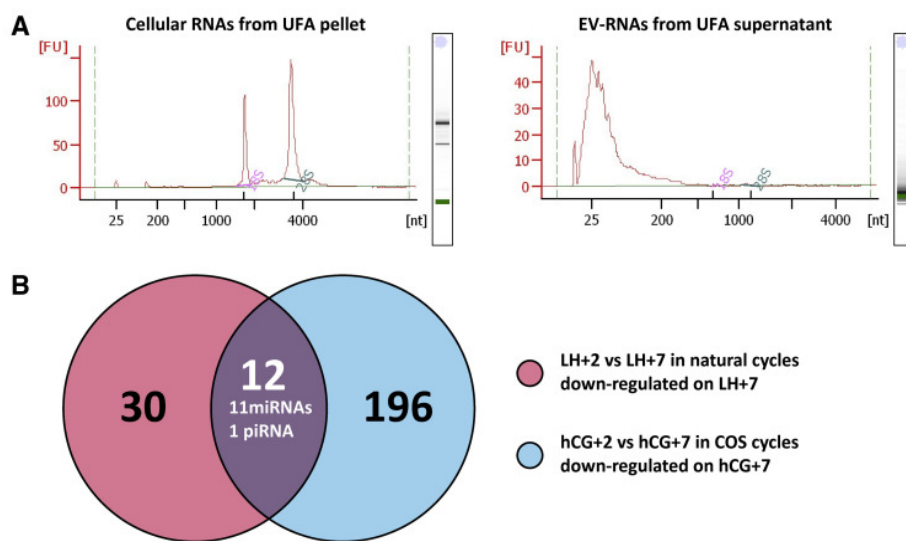 A
Cellular RNAs from UFA pellet
EV-RNAs from UFA supernatant
[FU]
100
50
0
18S
28S
25
200
1000
4000
[nt]
[FU]
40
30
20
10
0
18S
28S
25
200
1000
4000
[nt]
B
30
12
11miRNAs
1 piRNA
196
LH+2 vs LH+7 in natural cycles
down-regulated on LH+7
hCG+2 vs hCG+7 in COS cycles
down-regulated on hCG+7